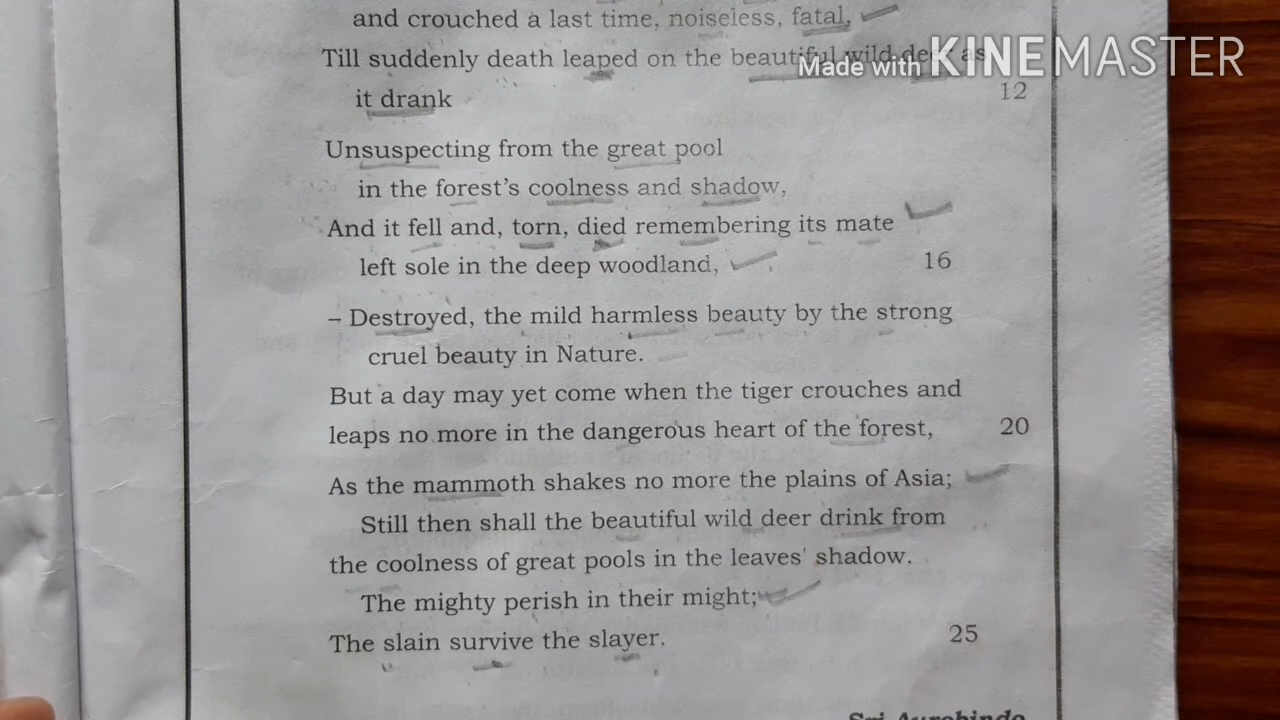 and crouched a last time, noiseless, fatal,
Till suddenly death leaped on the beautiful wild deer as
Made with KINEMASTER
it drank 12
Unsuspecting from the great pool
in the forest's coolness and shadow,
And it fell and, torn, died remembering its mate
left sole in the deep woodland, 16
– Destroyed, the mild harmless beauty by the strong
cruel beauty in Nature.
But a day may yet come when the tiger crouches and
leaps no more in the dangerous heart of the forest, 20
As the mammoth shakes no more the plains of Asia;
Still then shall the beautiful wild deer drink from
the coolness of great pools in the leaves' shadow.
The mighty perish in their might;
The slain survive the slayer. 25
Sri Aurobindo